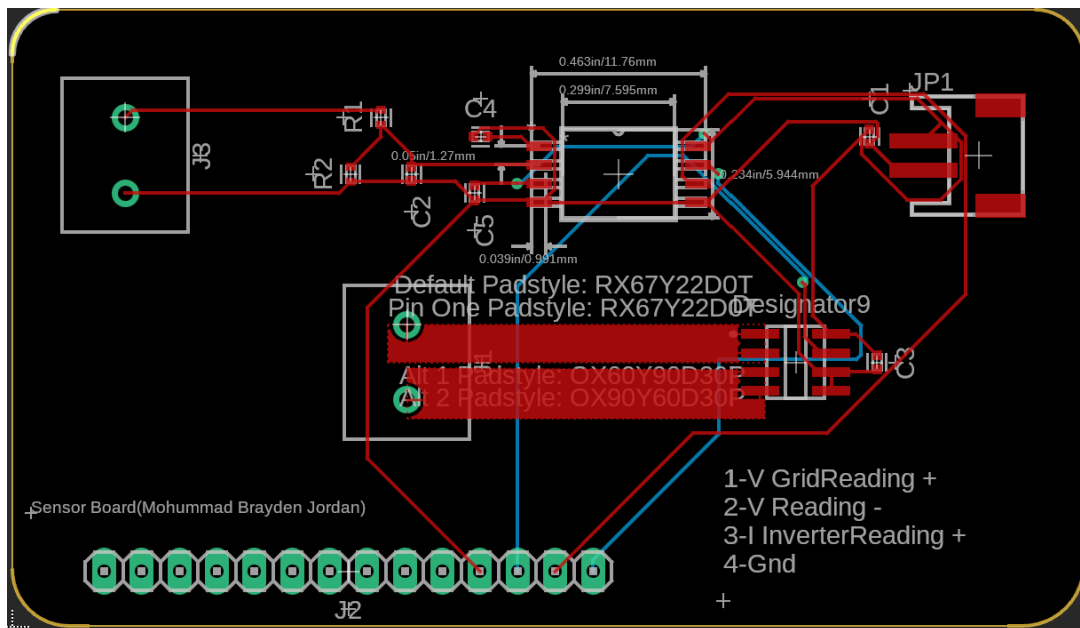 0.463in/11.76mm
JP1
C1
0.299in/7.595mm
C4
R1
J3
0.05in/1.27mm
R2
0.234in/5.944mm
C2
C5
0.039in/0.991mm
Default Padstyle: RX67Y22D0T
Pin One Padstyle: RX67Y22D0T
Designator9
C3
Alt 1 Padstyle: OX60Y90D30P
Alt 2 Padstyle: OX90Y60D30P
1-V GridReading +
2-V Reading -
3-I InverterReading +
4-Gnd
Sensor Board(Mohummad Brayden Jordan)
J2